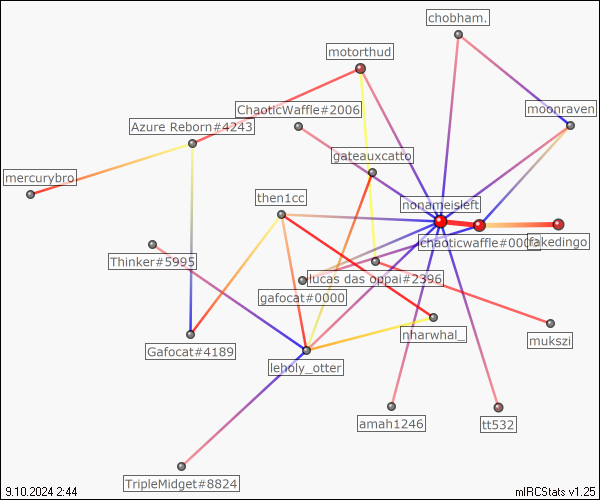 chobham.
motorthud
ChaoticWaffle#2006
moonraven
Azure Reborn#4243
gateauxcatto
mercurybro
then1cc
nonameisleft
chaoticwaffle#000
fakedingo
Thinker#5995
lucas das oppai#2396
gafocat#0000
nharwhal_
mukszi
Gafocat#4189
leholy_otter
amah1246
tt532
TripleMidget#8824
9.10.2024 2:44
mIRCStats v1.25